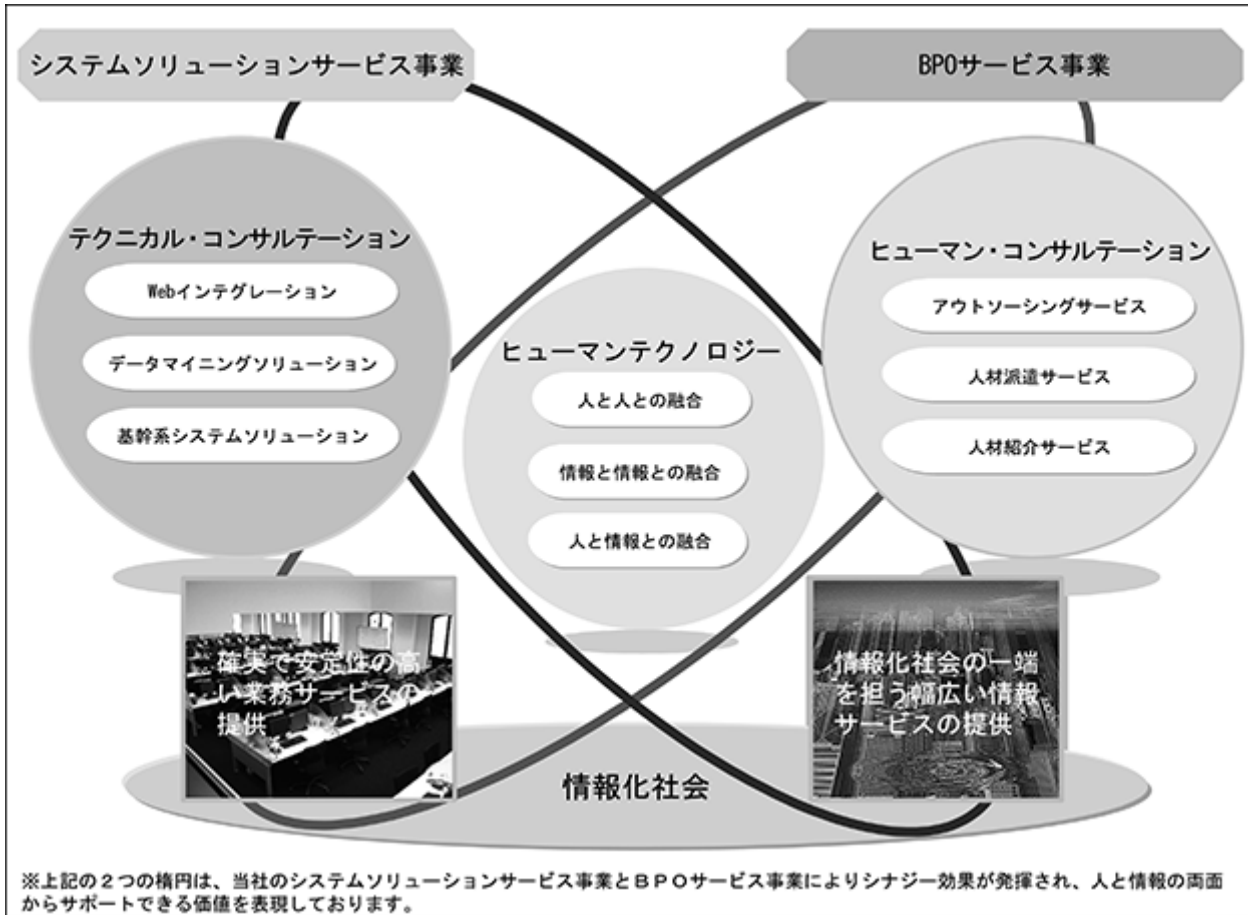 システムソリューションサービス事業
BPOサービス事業
テクニカル・コンサルテーション
Webインテグレーション
データマイニングソリューション
基幹系システムソリューション
ヒューマンテクノロジー
人と人との融合
情報と情報との融合
人と情報との融合
ヒューマン・コンサルテーション
アウトソーシングサービス
人材派遣サービス
人材紹介サービス
確実で安定性の高
い業務サービスの
提供
情報化社会の一端
を担う幅広い情報
サービスの提供
情報化社会
※上記の2つの楕円は、当社のシステムソリューションサービス事業とBPOサービス事業によりシナジー効果が発揮され、人と情報の両面
からサポートできる価値を表現しております。